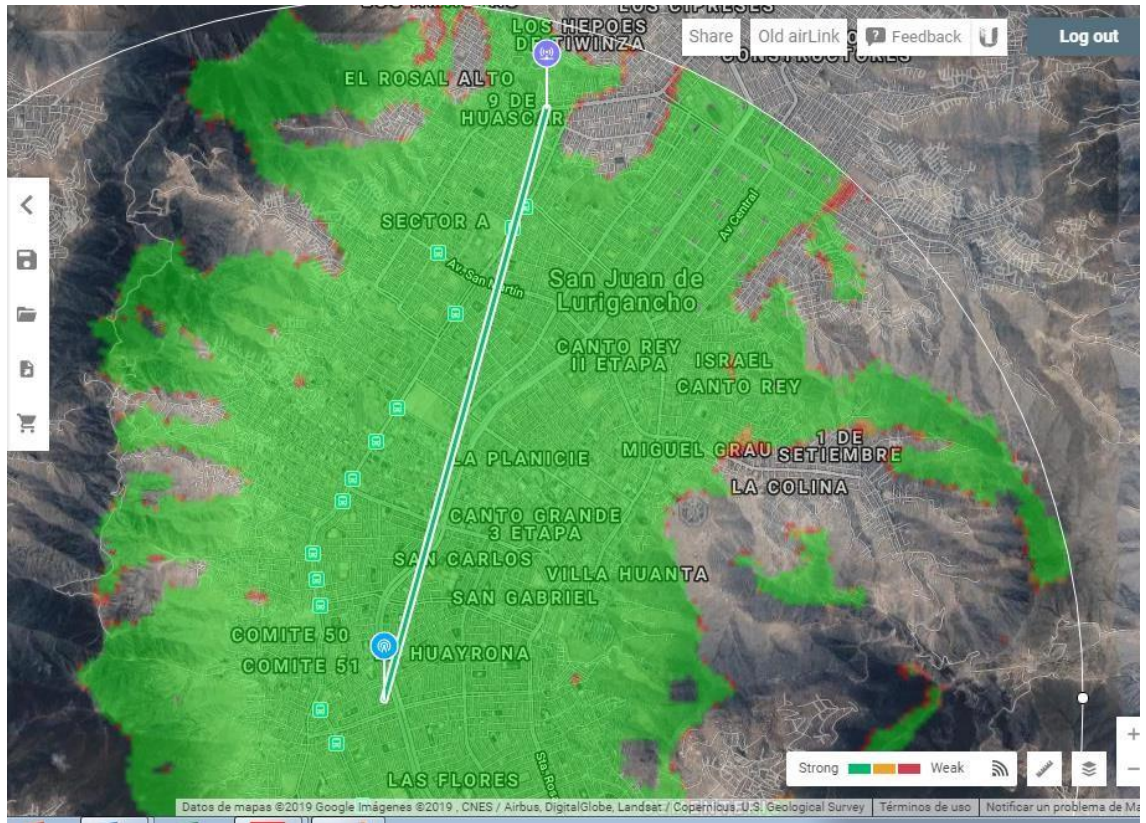 LOS CIPRESES
LOS HEPOES
DE TIWINZA
Share
Old airLink
Feedback
Log out
CONSTRUCTORES
EL ROSAL ALTO
9 DE
HUASCAR
SECTOR A
Av. San Martín
Av Central
San Juan de
Lurigancho
CANTO REY
II ETAPA
ISRAEL
CANTO REY
LA PLANICIE
MIGUEL GRAU
1 DE
SETIEMBRE
LA COLINA
CANTO GRANDE
3 ETAPA
SAN CARLOS
VILLA HUANTA
SAN GABRIEL
COMITE 50
COMITE 51
HUAYRONA
LAS FLORES
Strong
Weak
Datos de mapas ©2019 Google Imágenes ©2019 , CNES / Airbus, DigitalGlobe, Landsat / Copernicus, U.S. Geological Survey
Términos de uso
Notificar un problema de Ma